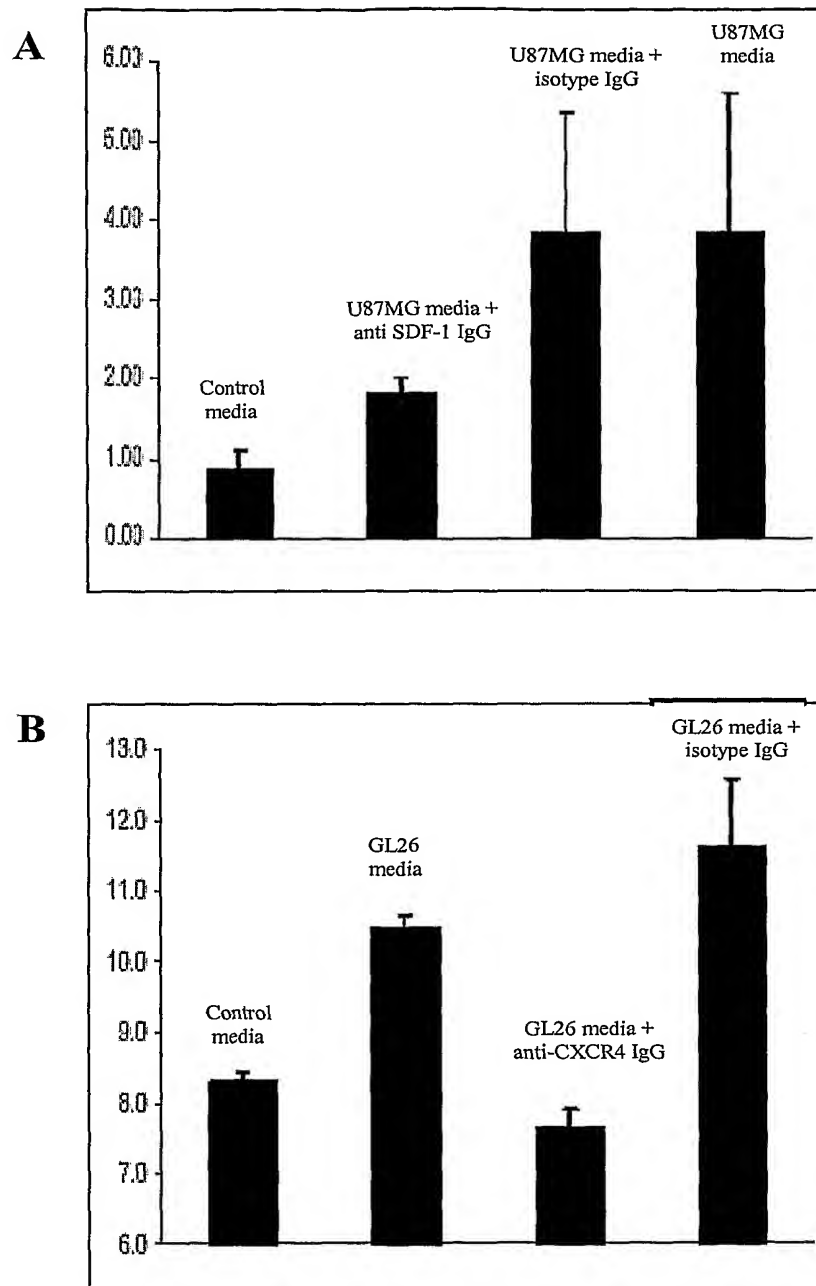 A
6.00
5.00
4.00
3.00
2.00
1.00
0.00
Control
media
U87MG media +
anti SDF-1 IgG
U87MG media +
isotype IgG
U87MG
media
B
13.0
12.0
11.0
10.0
9.0
8.0
7.0
6.0
Control
media
GL26
media
GL26 media +
anti-CXCR4 IgG
GL26 media +
isotype IgG